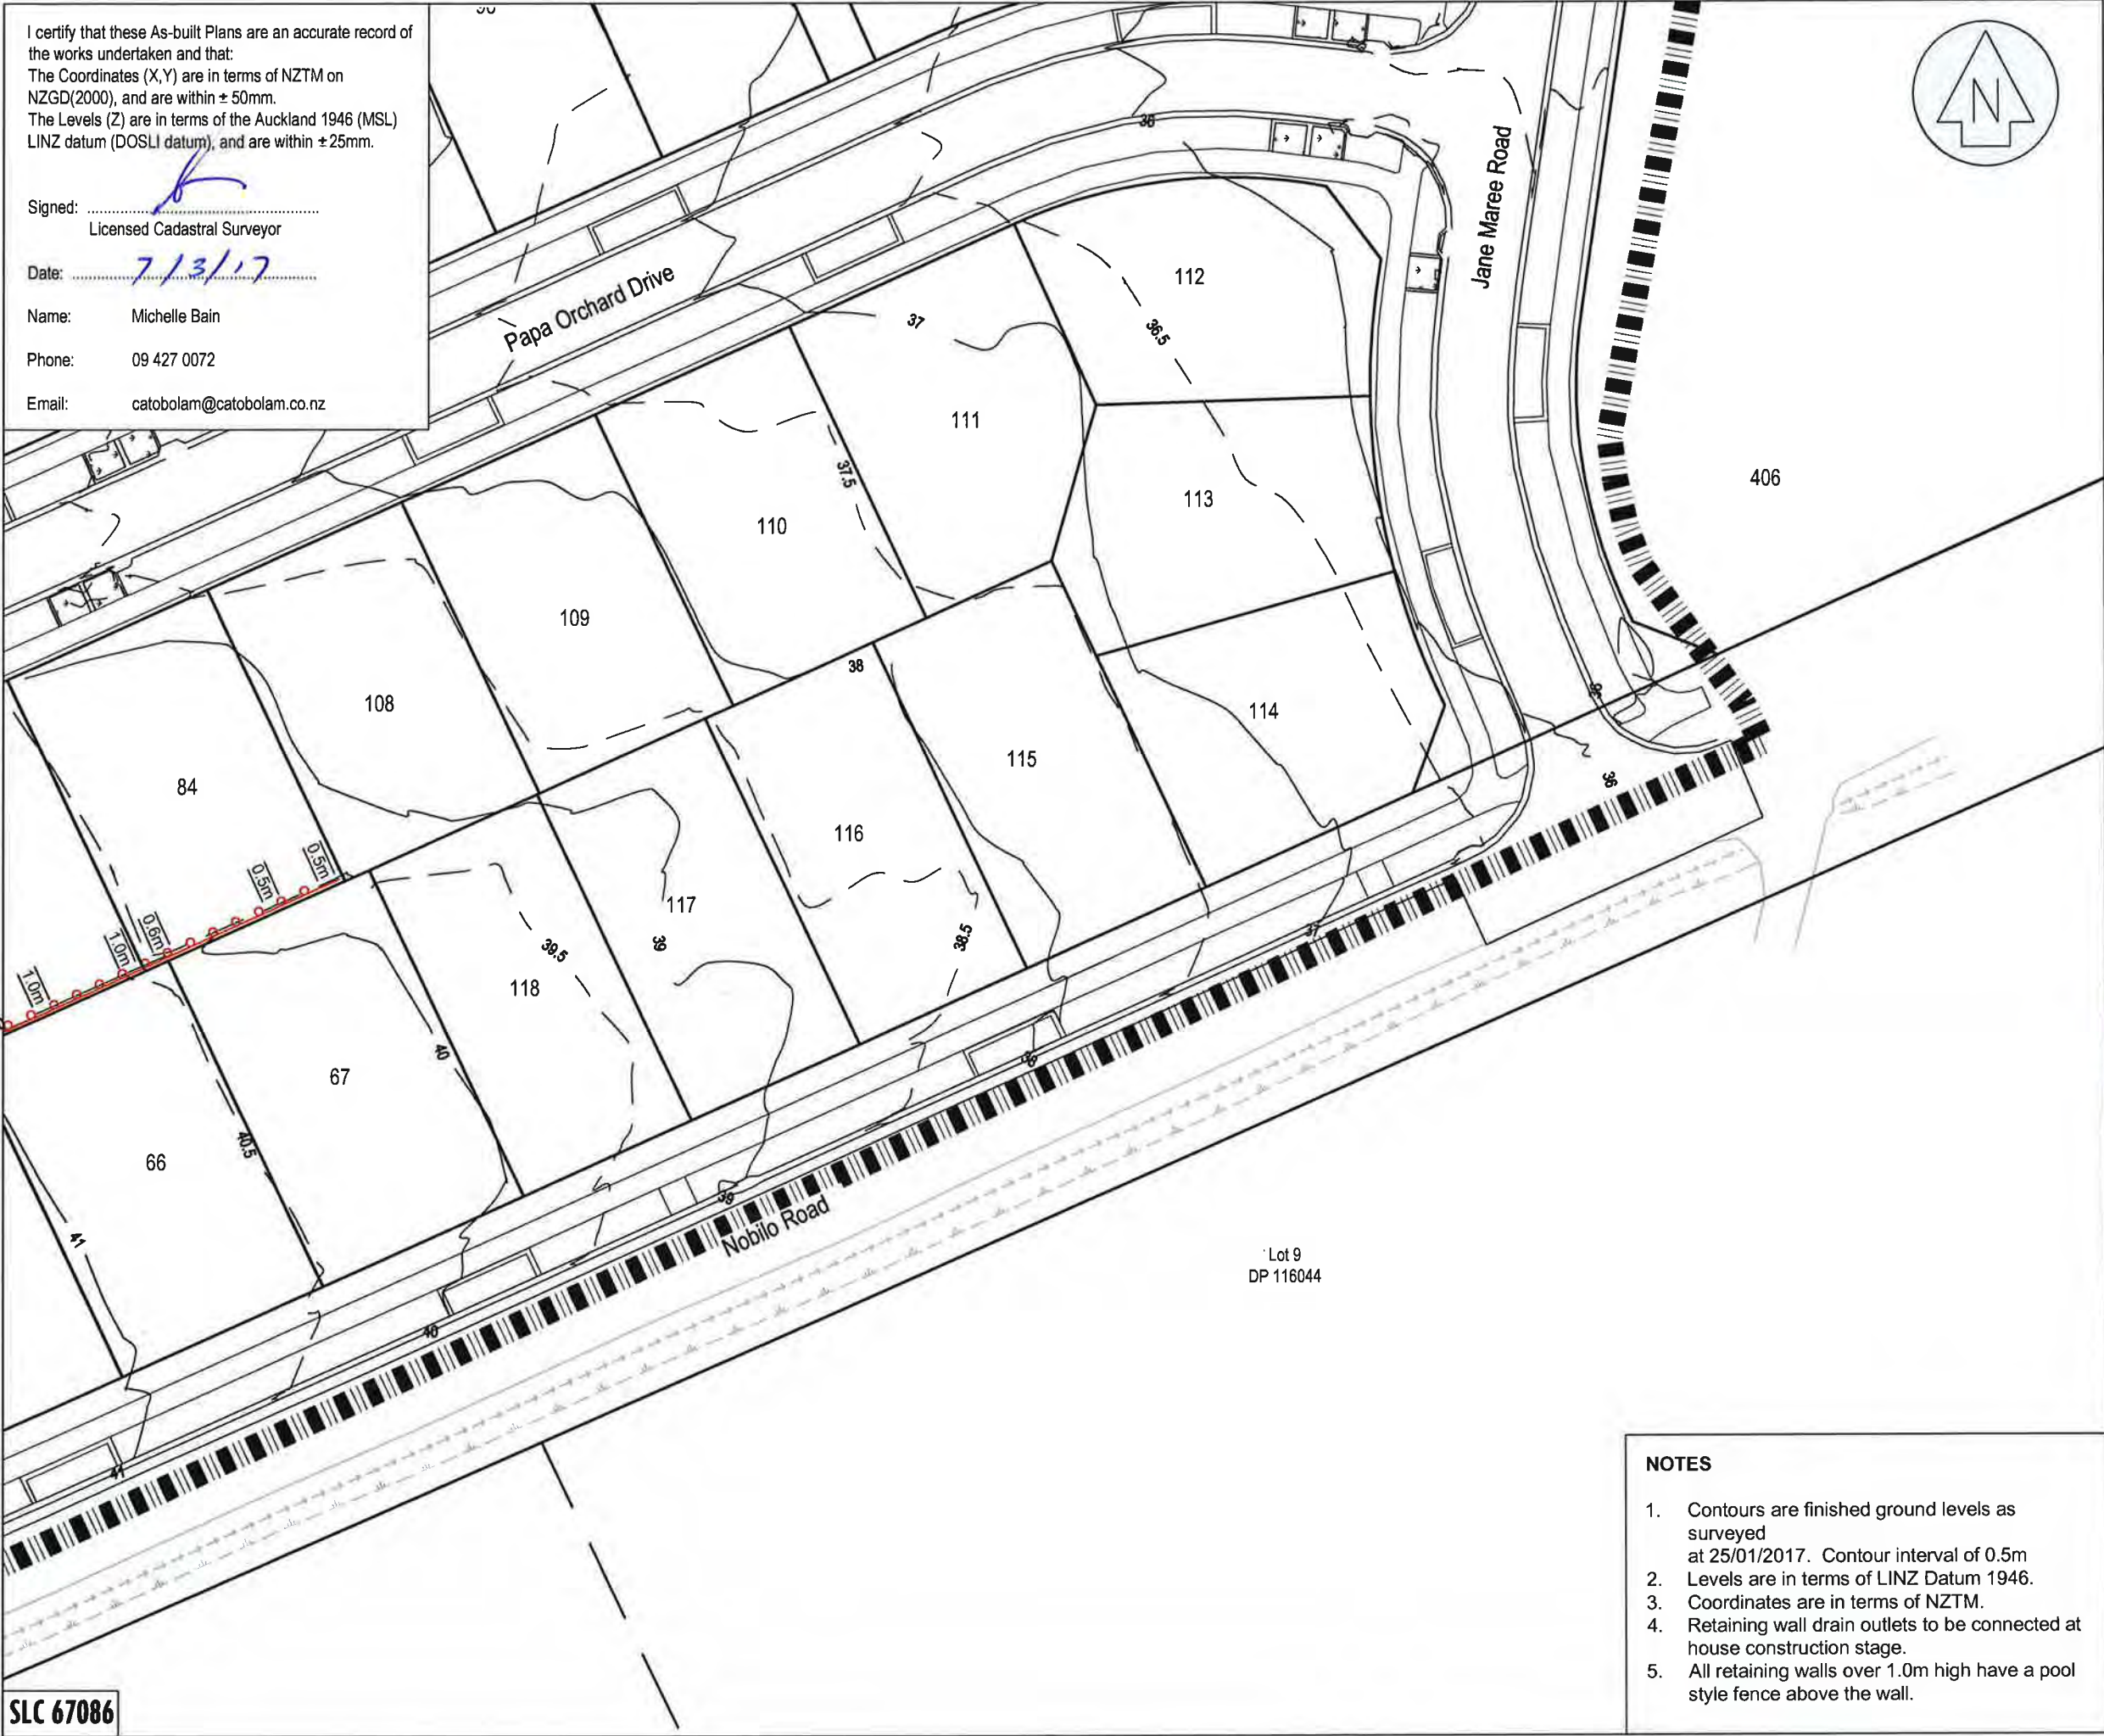 I certify that these As-built Plans are an accurate record of
the works undertaken and that:
The Coordinates (X,Y) are in terms of NZTM on
NZGD(2000), and are within ± 50mm.
The Levels (Z) are in terms of the Auckland 1946 (MSL)
LINZ datum (DOSLI datum), and are within ±25mm.
Signed:
Licensed Cadastral Surveyor
Date: 7/3/17
Name: Michelle Bain
Phone: 09 427 0072
Email: catobolam@catobolam.co.nz
N
Papa Orchard Drive
Jane Maree Road
Nobilo Road
36
112
36.5
37
111
406
37.5
113
110
109
38
108
114
36
115
84
36
116
0.5m
0.5m
117
39
38.5
39.5
0.6m
1.0m
118
1.0m
37
40
67
38
40.5
66
39
41
40
41
Lot 9
DP 116044
NOTES
1. Contours are finished ground levels as
surveyed
at 25/01/2017. Contour interval of 0.5m
2. Levels are in terms of LINZ Datum 1946.
3. Coordinates are in terms of NZTM.
4. Retaining wall drain outlets to be connected at
house construction stage.
5. All retaining walls over 1.0m high have a pool
style fence above the wall.
SLC 67086